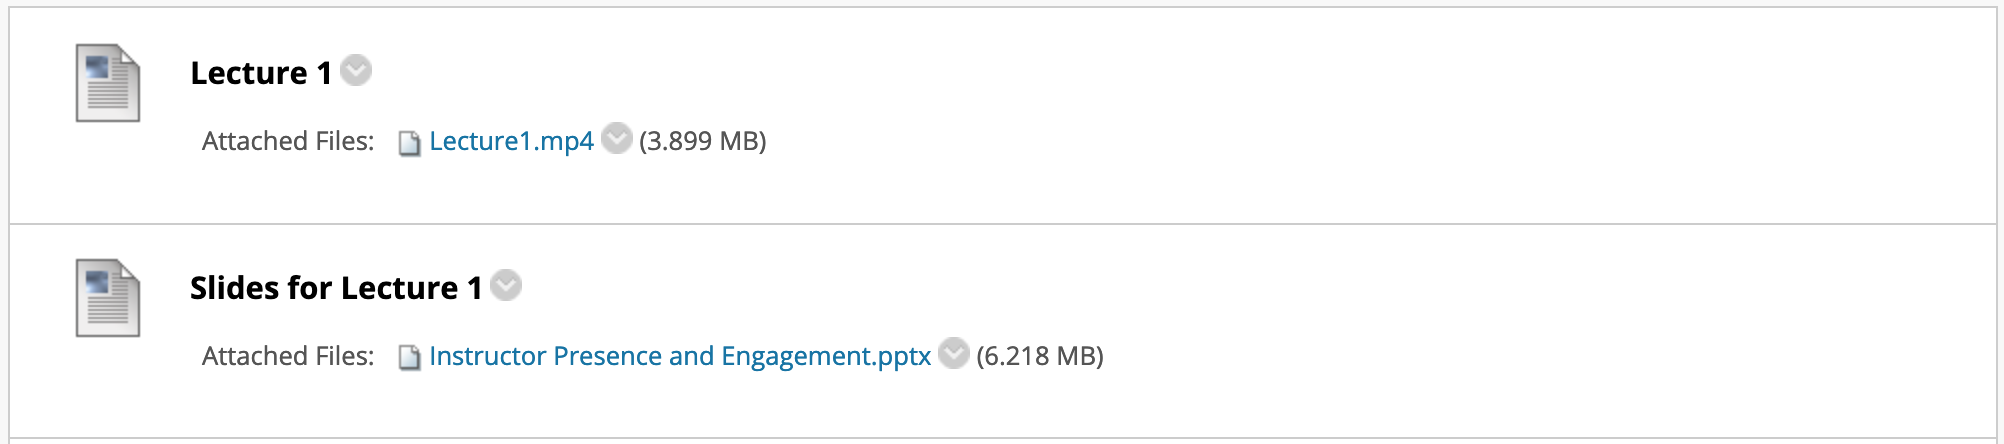 Lecture 1
Attached Files: Lecture1.mp4 (3.899 MB)
Slides for Lecture 1
Attached Files: Instructor Presence and Engagement.pptx (6.218 MB)